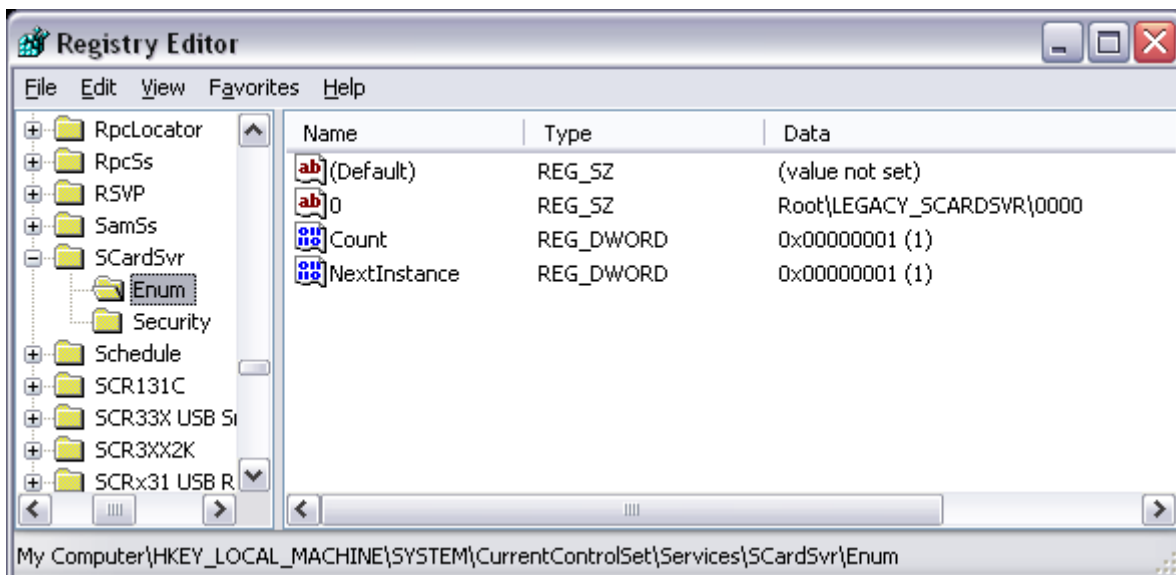 Registry Editor
File Edit View Favorites Help
RpcLocator
RpcSs
RSVP
SamSs
SCardSvr
Enum
Security
Schedule
SCR131C
SCR33X USB
SCR3XX2K
SCRx31 USB R
Name Type Data
(Default) REG_SZ (value not set)
0 REG_SZ Root\LEGACY_SCARDSVR\0000
Count REG_DWORD 0x00000001 (1)
NextInstance REG_DWORD 0x00000001 (1)
My Computer\HKEY_LOCAL_MACHINE\SYSTEM\CurrentControlSet\Services\SCardSvr\Enum